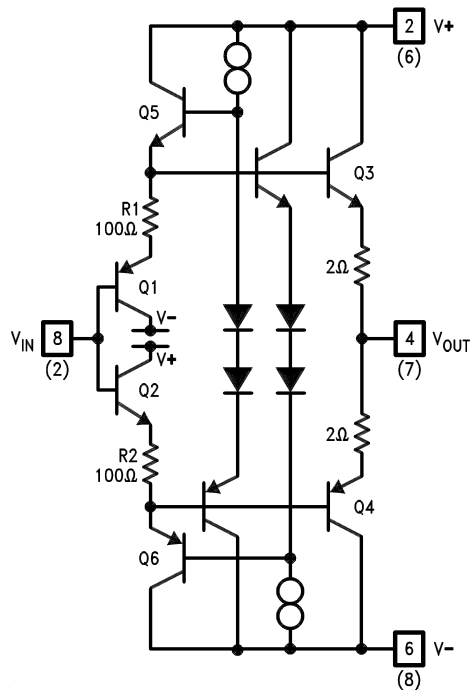 2 V+
(6)
Q5
Q3
R1
100Ω
2Ω
Q1
V-
VIN 8
(2)
4 VOUT
(7)
V+
Q2
2Ω
R2
100Ω
Q4
Q6
6 V-
(8)